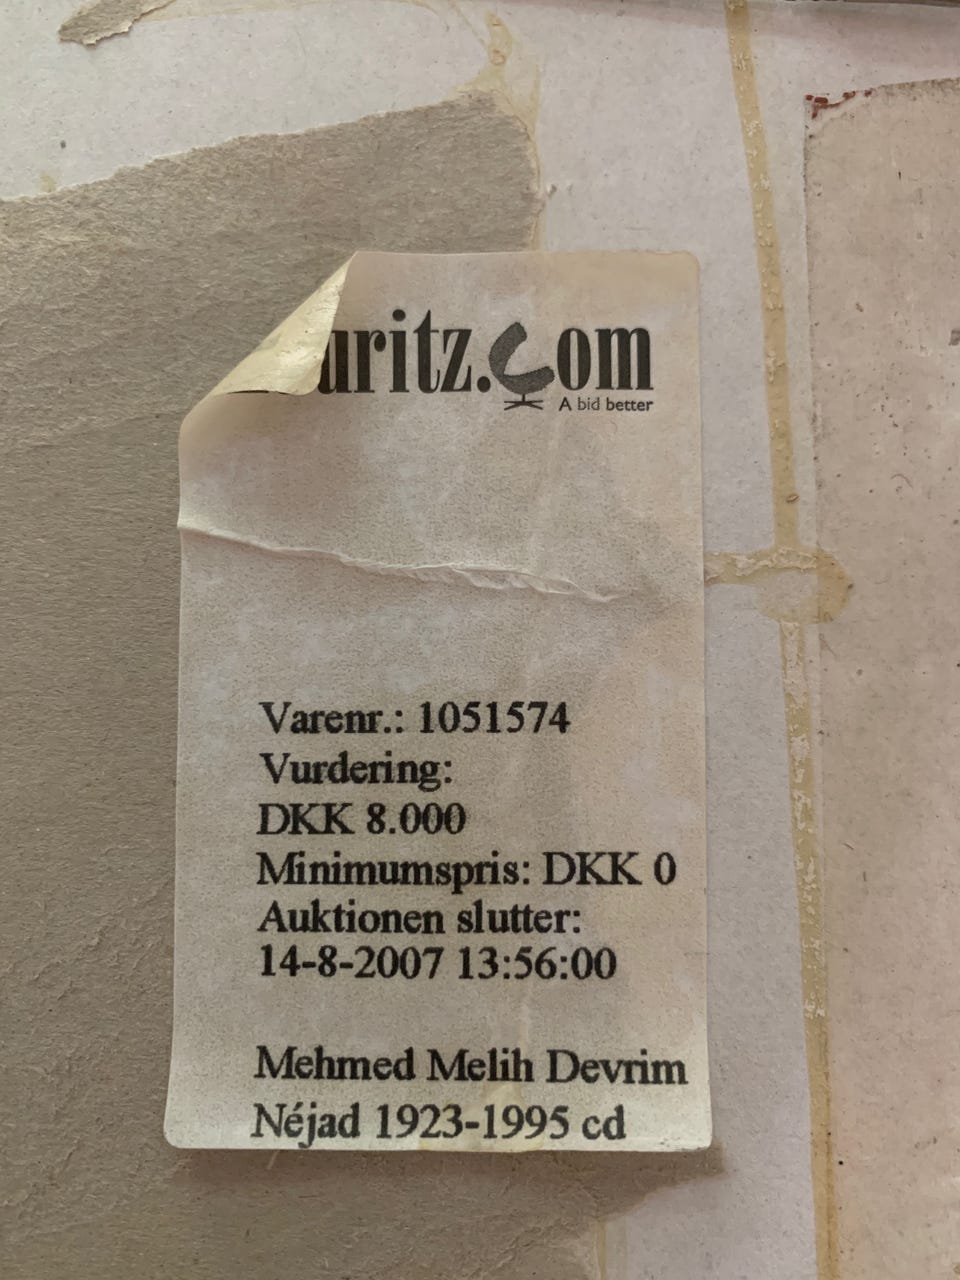 uritz.com
A bid better
Varenr.: 1051574
Vurdering:
DKK 8.000
Minimumspris: DKK 0
Auktionen slutter:
14-8-2007 13:56:00
Mehmed Melih Devrim
Néjad 1923-1995 cd